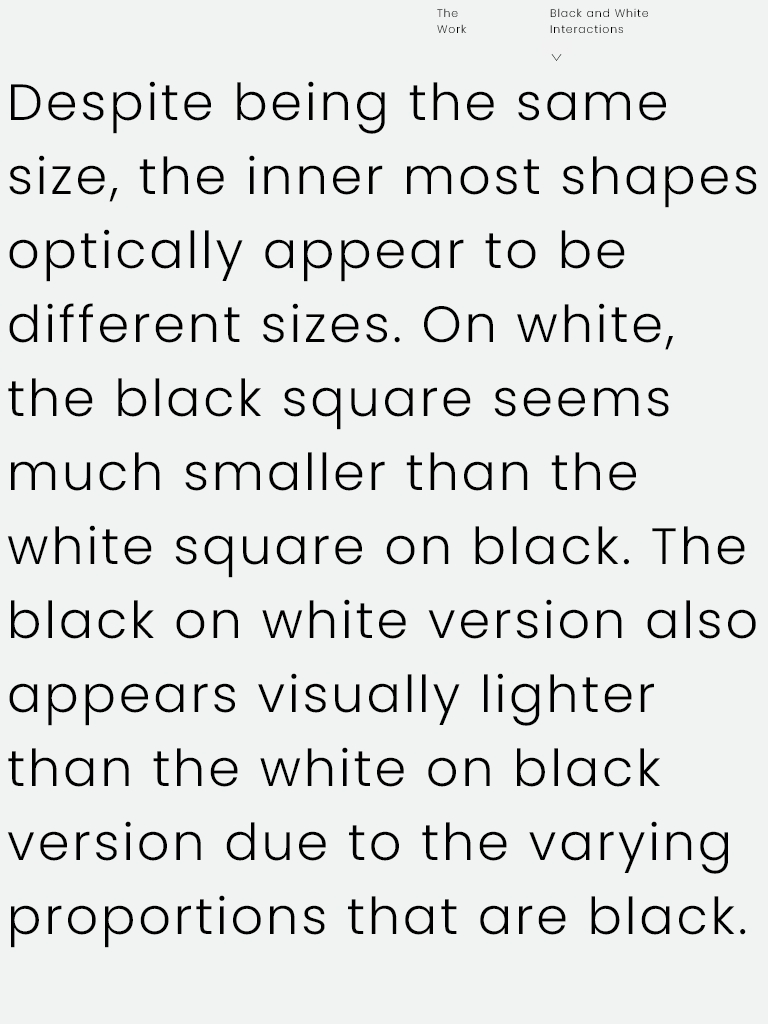 The
Work
Black and White
Interactions
Despite being the same
size, the inner most shapes
optically appear to be
different sizes. On white,
the black square seems
much smaller than the
white square on black. The
black on white version also
appears visually lighter
than the white on black
version due to the varying
proportions that are black.